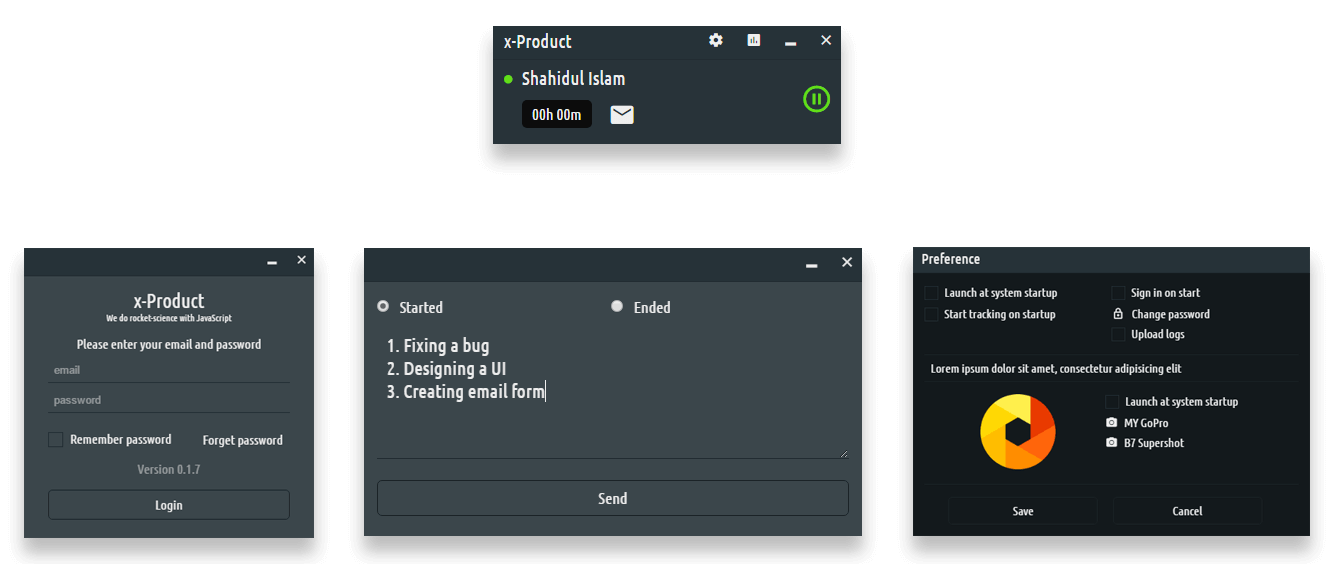 x-Product
Shahidul Islam
00h 00m
x-Product
We do rocket-science with JavaScript
Please enter your email and password
email
password
Remember password
Forget password
Version 0.1.7
Login
Started
Ended
1. Fixing a bug
2. Designing a UI
3. Creating email form
Send
Preference
Launch at system startup
Sign in on start
Start tracking on startup
Change password
Upload logs
Lorem ipsum dolor sit amet, consectetur adipisicing elit
Launch at system startup
MY GoPro
B7 Supershot
Save
Cancel